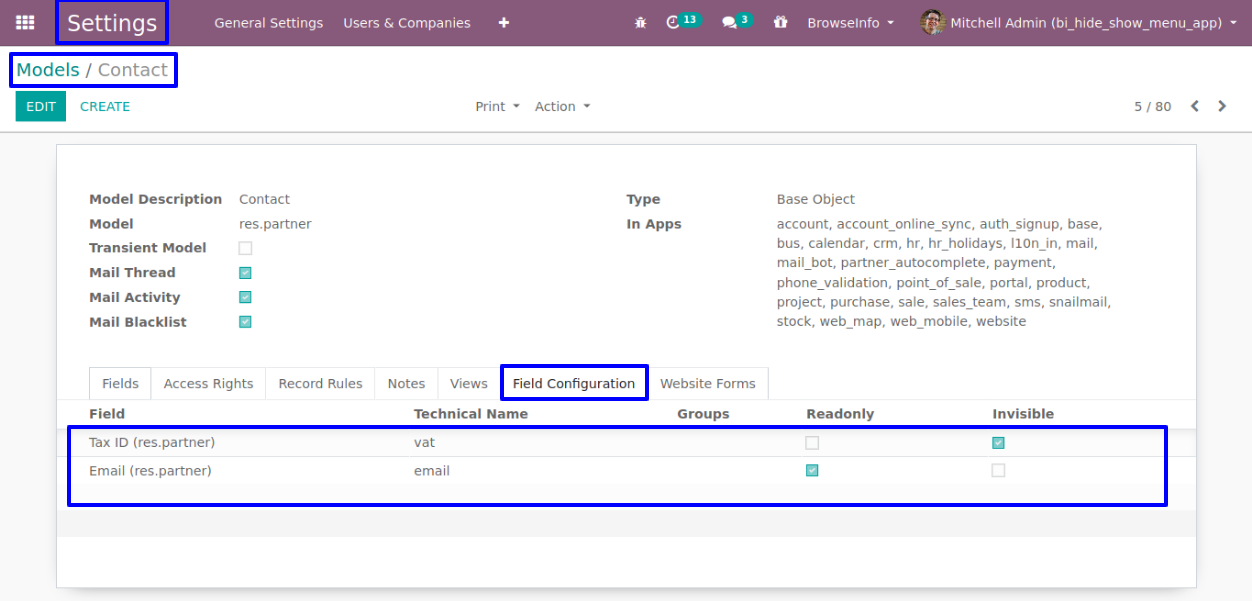 Settings General Settings Users & Companies + 13 3 BrowseInfo Mitchell Admin (bi_hide_show_menu_app)
Models / Contact
EDIT CREATE Print Action 5 / 80
Model Description Contact Type Base Object
Model res.partner In Apps account, account_online_sync, auth_signup, base,
Transient Model bus, calendar, crm, hr, hr_holidays, l10n_in, mail,
Mail Thread mail_bot, partner_autocomplete, payment,
phone_validation, point_of_sale, portal, product,
Mail Activity project, purchase, sale, sales_team, sms, snailmail,
Mail Blacklist stock, web_map, web_mobile, website
Fields Access Rights Record Rules Notes Views Field Configuration Website Forms
Field Technical Name Groups Readonly Invisible
Tax ID (res.partner) vat
Email (res.partner) email